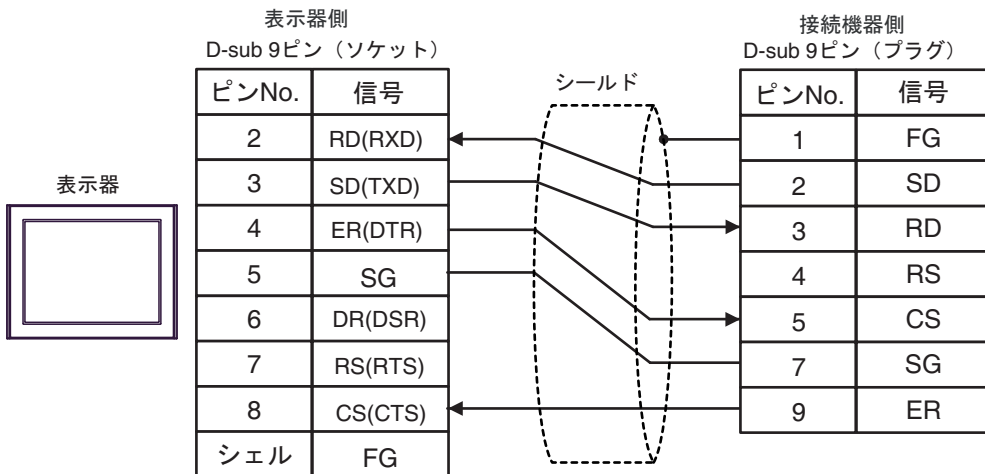 表示器側
D-sub 9ピン（ソケット）
ピンNo. 信号
2 RD(RXD)
3 SD(TXD)
4 ER(DTR)
5 SG
6 DR(DSR)
7 RS(RTS)
8 CS(CTS)
シェル FG
表示器
シールド
接続機器側
D-sub 9ピン（プラグ）
ピンNo. 信号
1 FG
2 SD
3 RD
4 RS
5 CS
7 SG
9 ER